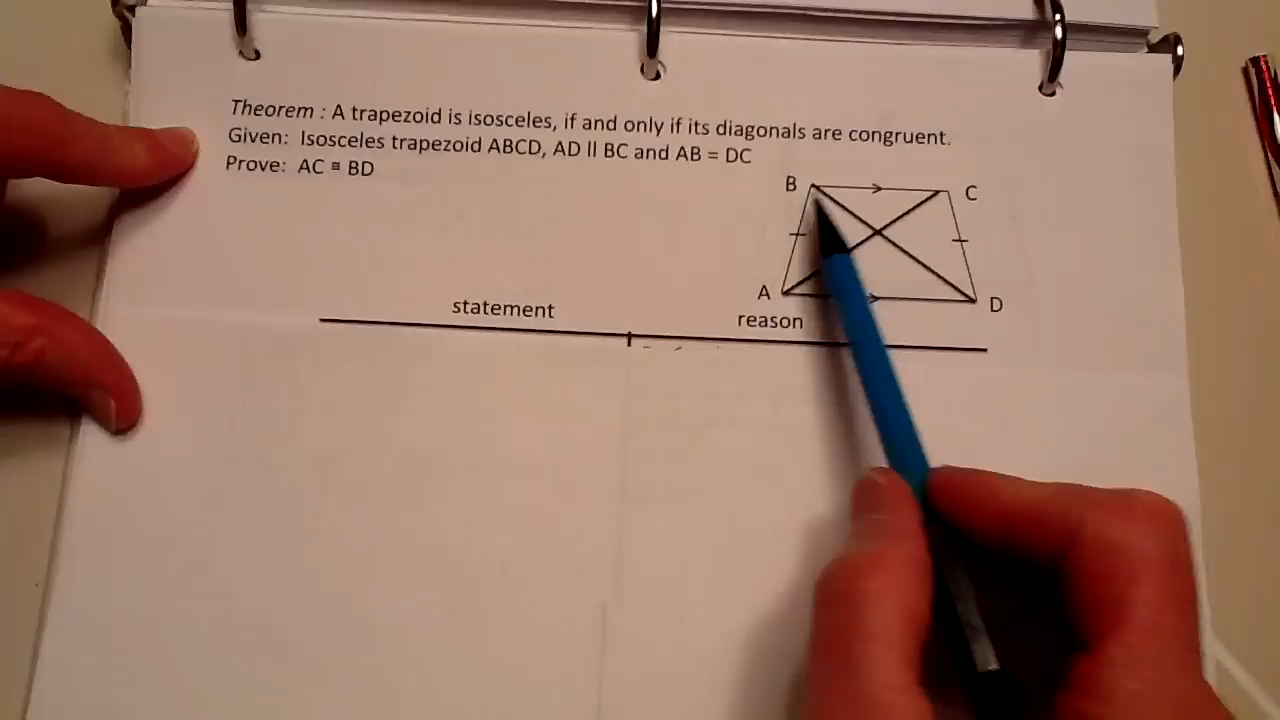 Theorem : A trapezoid is isosceles, if and only if its diagonals are congruent.
Given: Isosceles trapezoid ABCD, AD ll BC and AB = DC
Prove: AC ≅ BD
B
C
A
D
statement
reason